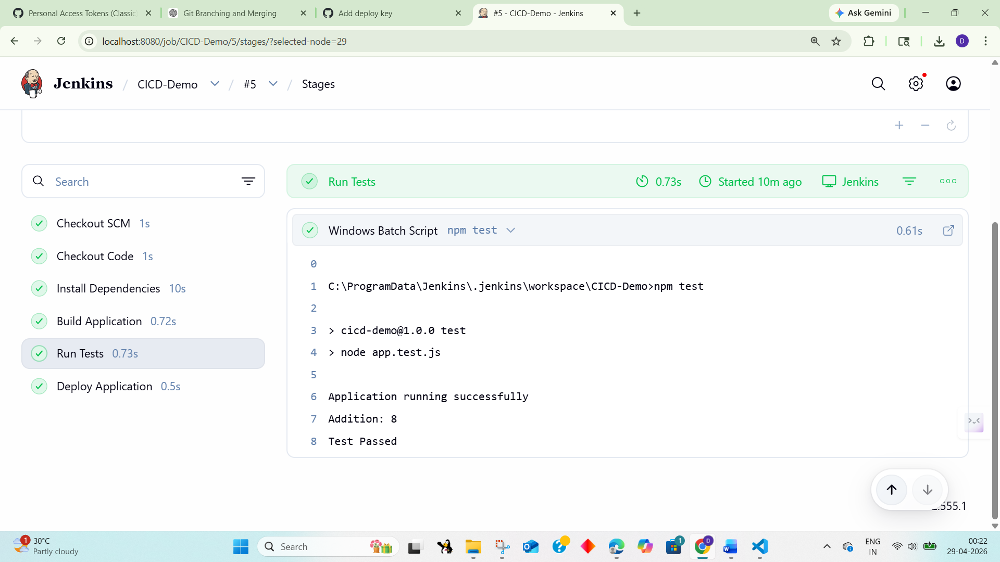 Personal Access Tokens (Classic
Git Branching and Merging
Add deploy key
#5 - CICD-Demo - Jenkins
Ask Gemini
localhost:8080/job/CICD-Demo/5/stages/?selected-node=29
D
Jenkins / CICD-Demo / #5 / Stages
Search
Run Tests 0.73s Started 10m ago Jenkins
Checkout SCM 1s
Checkout Code 1s
Install Dependencies 10s
Build Application 0.72s
Run Tests 0.73s
Deploy Application 0.5s
Windows Batch Script npm test 0.61s
0
1 C:\ProgramData\Jenkins\.jenkins\workspace\CICD-Demo>npm test
2
3 > cicd-demo@1.0.0 test
4 > node app.test.js
5
6 Application running successfully
7 Addition: 8
8 Test Passed
.555.1
1
30°C
Partly cloudy
Search
1
D
ENG
IN
00:22
29-04-2026